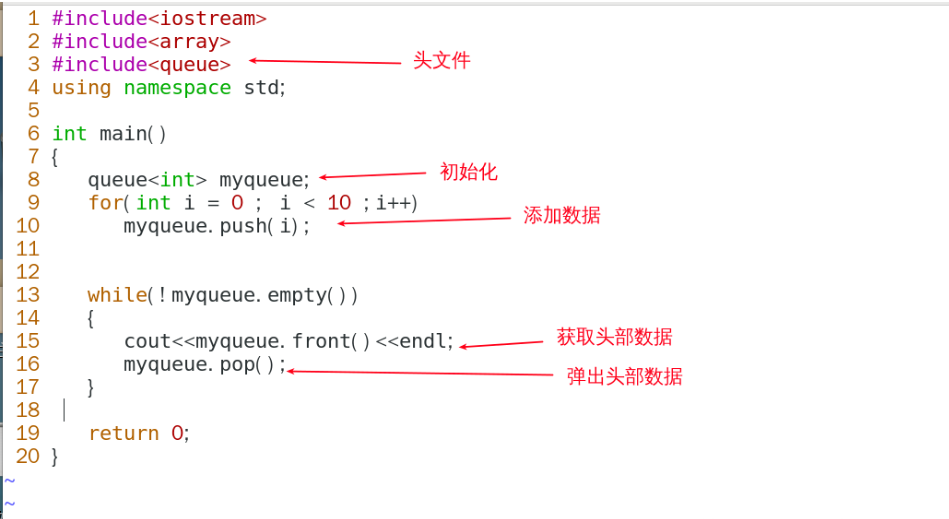 1 #include<iostream>
2 #include<array>
3 #include<queue> 头文件
4 using namespace std;
5
6 int main()
7 {
8 queue<int> myqueue; 初始化
9 for(int i = 0 ; i < 10 ;i++)
10 myqueue.push(i); 添加数据
11
12
13 while(!myqueue.empty())
14 {
15 cout<<myqueue.front()<<endl; 获取头部数据
16 myqueue.pop(); 弹出头部数据
17 }
18
19 return 0;
20 }
~
~